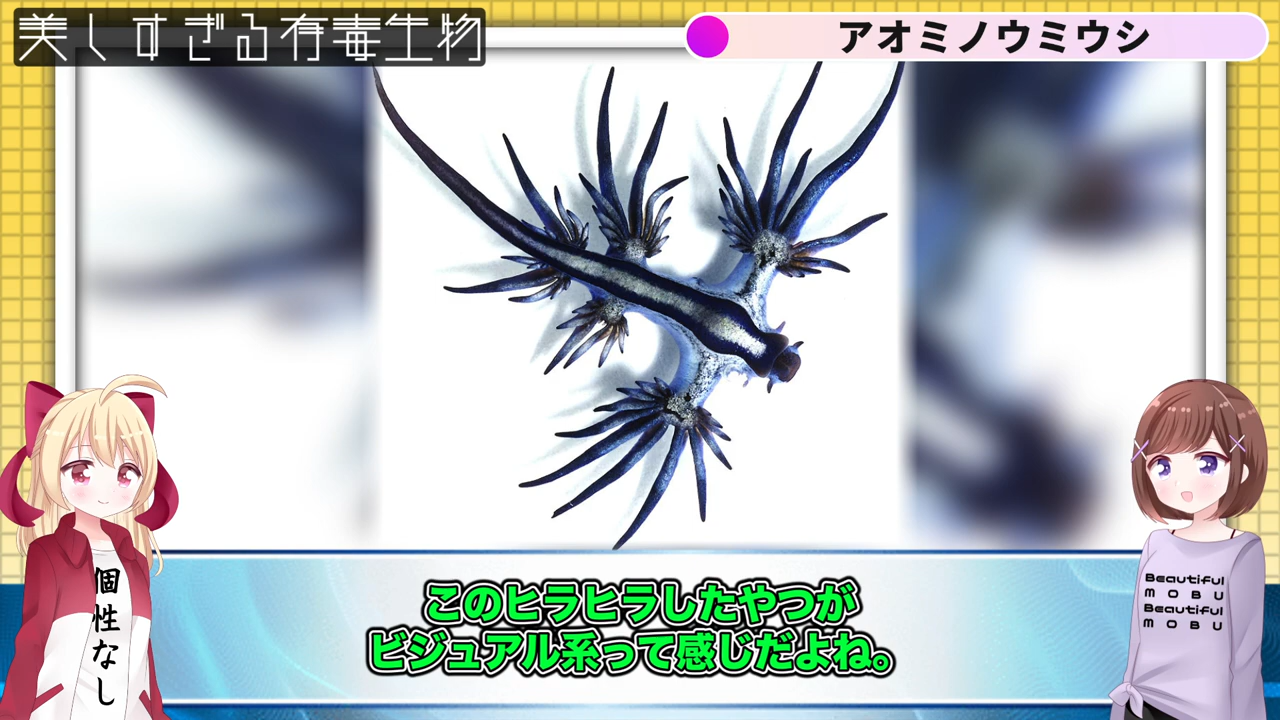 美しすぎる有毒生物
アオミノウミウシ
個性なし
Beautiful
MOBU
Beautiful
MOBU
このヒラヒラしたやつが
ビジュアル系って感じだよね。